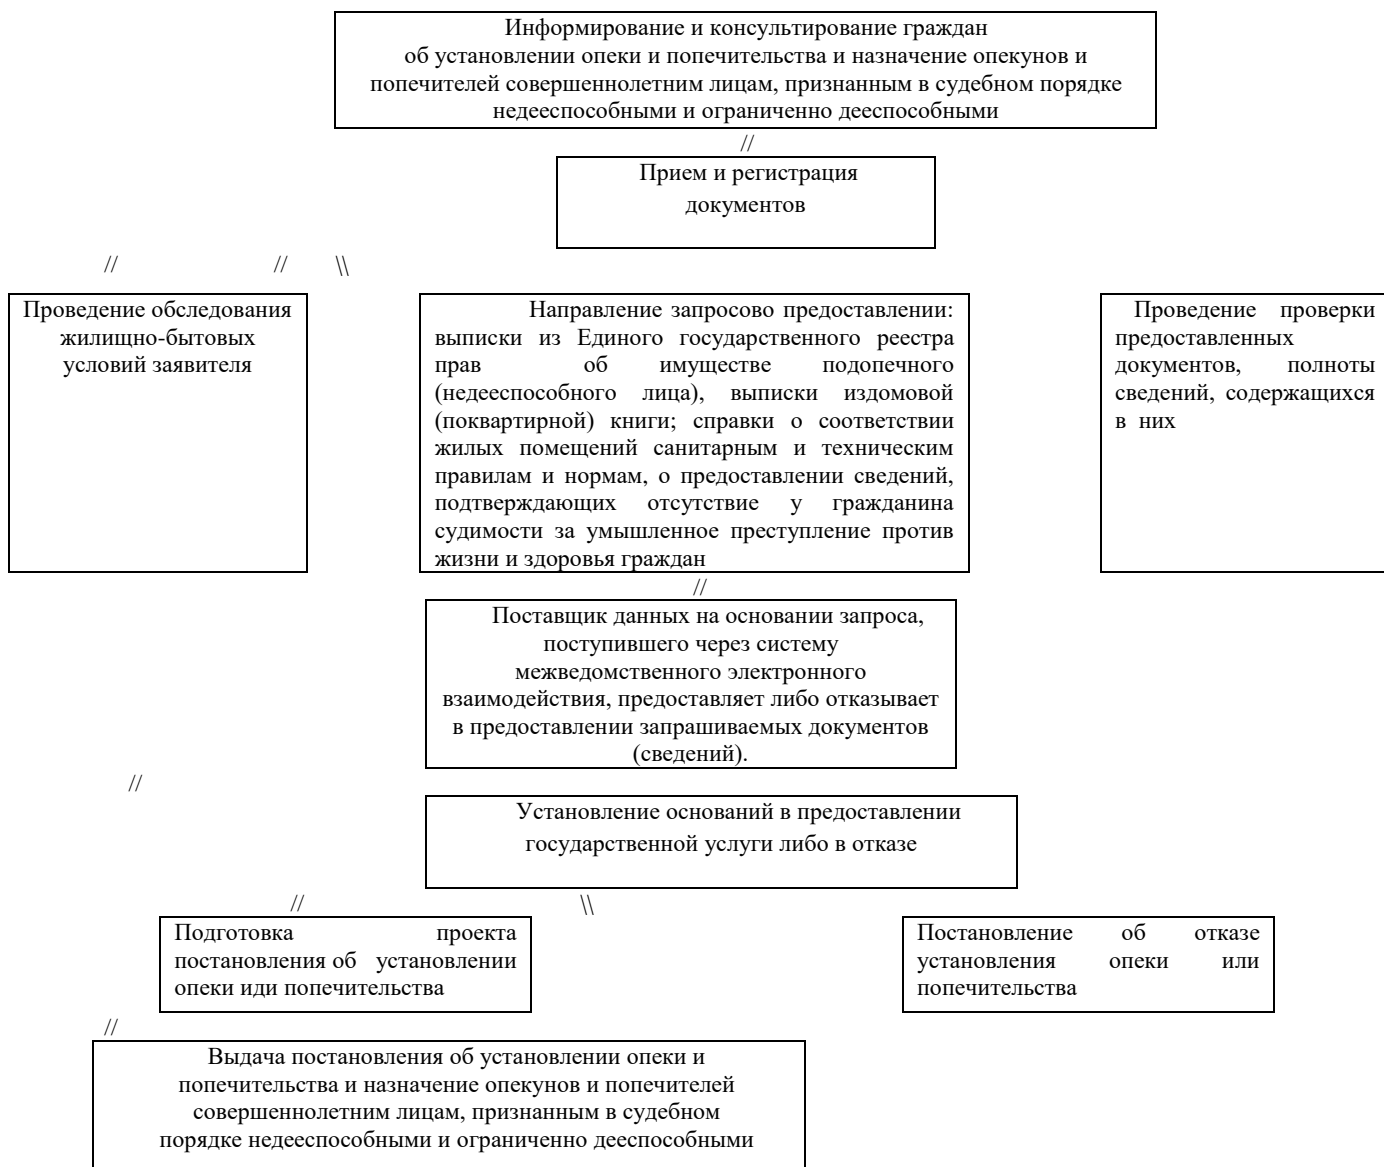 Информирование и консультирование граждан
об установлении опеки и попечительства и назначение опекунов и
попечителей совершеннолетним лицам, признанным в судебном порядке
недееспособными и ограниченно дееспособными
//
Прием и регистрация
документов
// // \\
Проведение обследования
жилищно-бытовых
условий заявителя
Направление запросово предоставлении:
выписки из Единого государственного реестра
прав об имуществе подопечного
(недееспособного лица), выписки издомовой
(поквартирной) книги; справки о соответствии
жилых помещений санитарным и техническим
правилам и нормам, о предоставлении сведений,
подтверждающих отсутствие у гражданина
судимости за умышленное преступление против
жизни и здоровья граждан
Проведение проверки
предоставленных
документов, полноты
сведений, содержащихся
в них
//
Поставщик данных на основании запроса,
поступившего через систему
межведомственного электронного
взаимодействия, предоставляет либо отказывает
в предоставлении запрашиваемых документов
(сведений).
//
Установление оснований в предоставлении
государственной услуги либо в отказе
// \\
Подготовка проекта
постановления об установлении
опеки иди попечительства
Постановление об отказе
установления опеки или
попечительства
//
Выдача постановления об установлении опеки и
попечительства и назначение опекунов и попечителей
совершеннолетним лицам, признанным в судебном
порядке недееспособными и ограниченно дееспособными